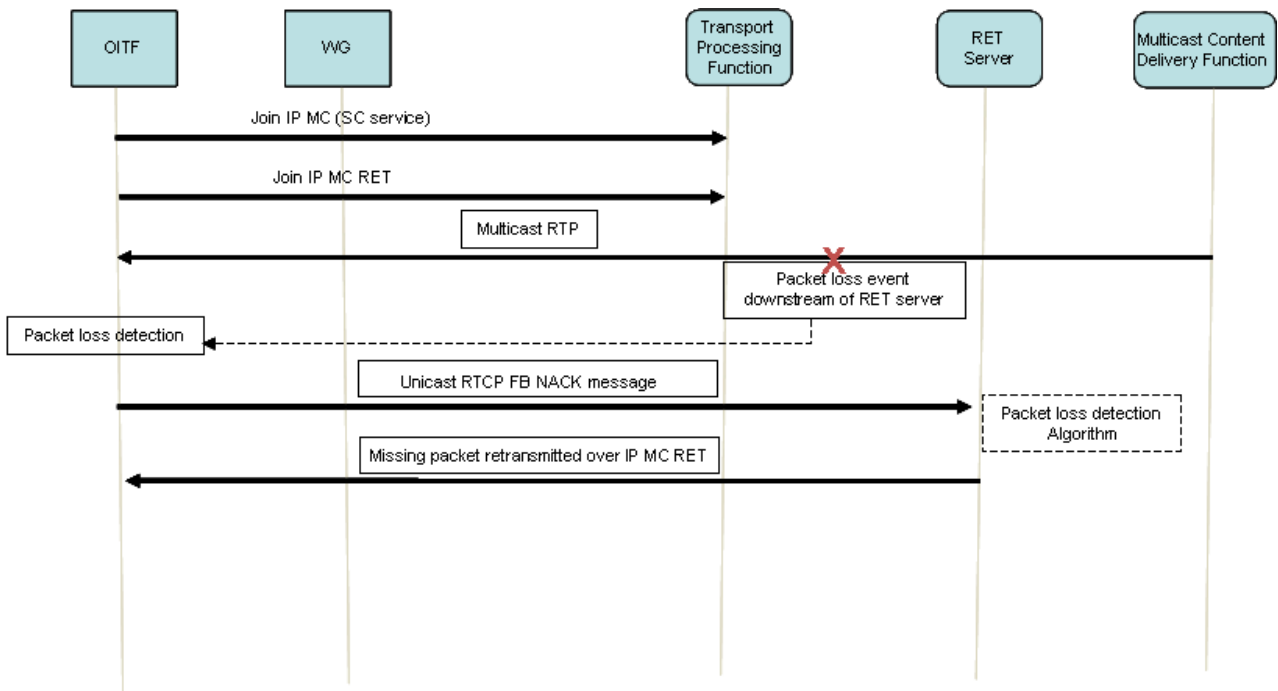 OITF
WG
Transport
Processing
Function
RET
Server
Multicast Content
Delivery Function
Join IP MC (SC service)
Join IP MC RET
Multicast RTP
X
Packet loss event
downstream of RET server
Packet loss detection
Unicast RTCP FB NACK message
Packet loss detection
Algorithm
Missing packet retransmitted over IP MC RET